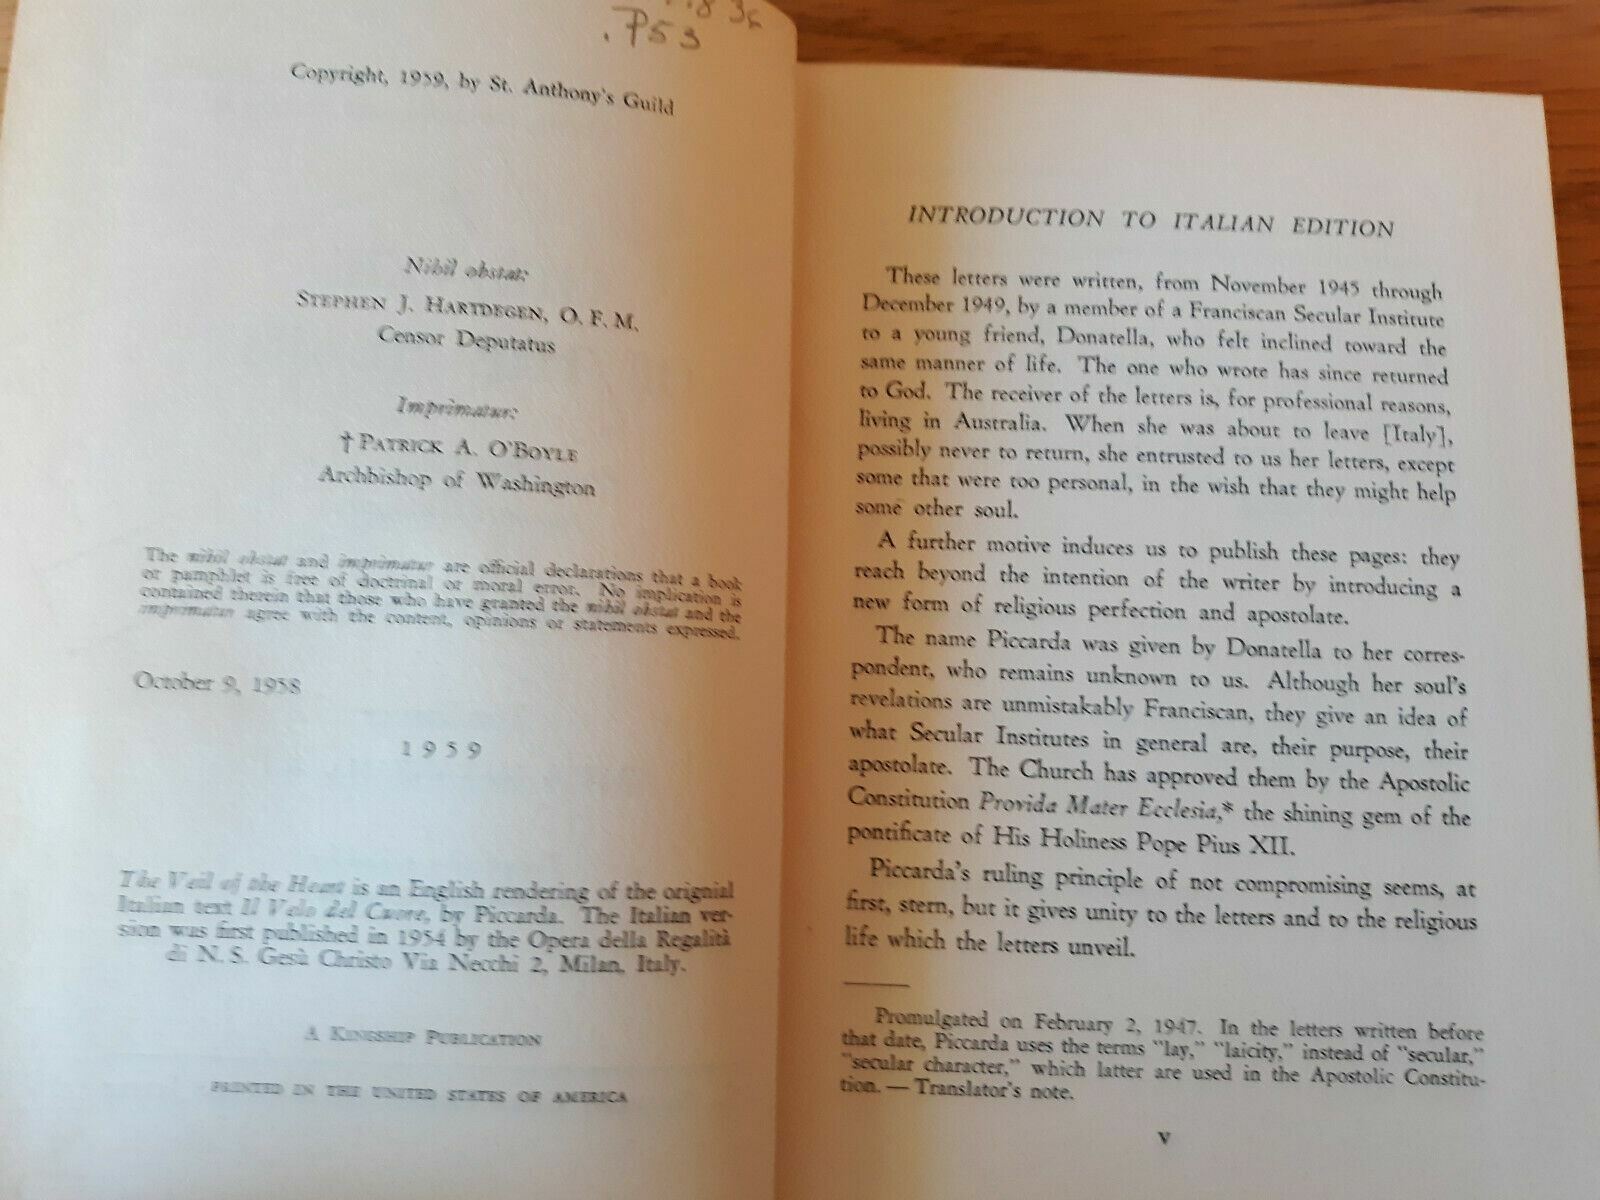 .P53
Copyright, 1959, by St. Anthony's Guild
Nihil obstat:
STEPHEN J. HARTDEGEN, O. F. M.
Censor Deputatus
Imprimatur:
†PATRICK A. O'BOYLE
Archbishop of Washington
The nihil obstat and imprimatur are official declarations that a book
or pamphlet is free of doctrinal or moral error. No implication is
contained therein that those who have granted the nihil obstat and the
imprimatur agree with the content, opinions or statements expressed.
October 9, 1958
1959
The Veil of the Heart is an English rendering of the orignial
Italian text Il Velo del Cuore, by Piccarda. The Italian ver-
sion was first published in 1954 by the Opera della Regalità
di N. S. Gesù Christo Via Necchi 2, Milan, Italy.
A KINGSHIP PUBLICATION
PRINTED IN THE UNITED STATES OF AMERICA
INTRODUCTION TO ITALIAN EDITION
These letters were written, from November 1945 through
December 1949, by a member of a Franciscan Secular Institute
to a young friend, Donatella, who felt inclined toward the
same manner of life. The one who wrote has since returned
to God. The receiver of the letters is, for professional reasons,
living in Australia. When she was about to leave [Italy],
possibly never to return, she entrusted to us her letters, except
some that were too personal, in the wish that they might help
some other soul.
A further motive induces us to publish these pages: they
reach beyond the intention of the writer by introducing a
new form of religious perfection and apostolate.
The name Piccarda was given by Donatella to her corres-
pondent, who remains unknown to us. Although her soul's
revelations are unmistakably Franciscan, they give an idea of
what Secular Institutes in general are, their purpose, their
apostolate. The Church has approved them by the Apostolic
Constitution Provida Mater Ecclesia,* the shining gem of the
pontificate of His Holiness Pope Pius XII.
Piccarda's ruling principle of not compromising seems, at
first, stern, but it gives unity to the letters and to the religious
life which the letters unveil.
Promulgated on February 2, 1947. In the letters written before
that date, Piccarda uses the terms "lay," "laicity," instead of "secular,"
"secular character," which latter are used in the Apostolic Constitu-
tion. — Translator's note.
v